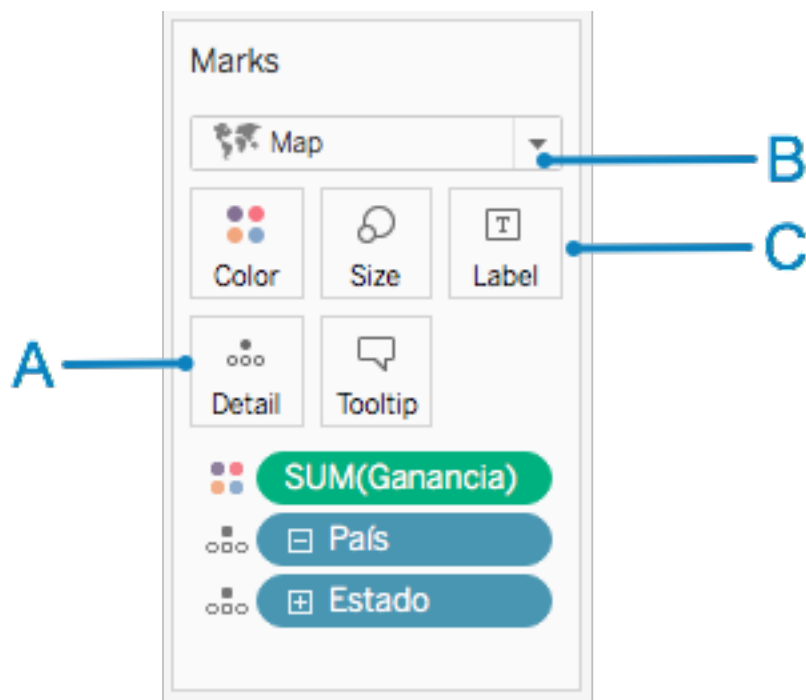 Marks
Map
B
Color Size Label
C
A
Detail Tooltip
SUM(Ganancia)
País
Estado